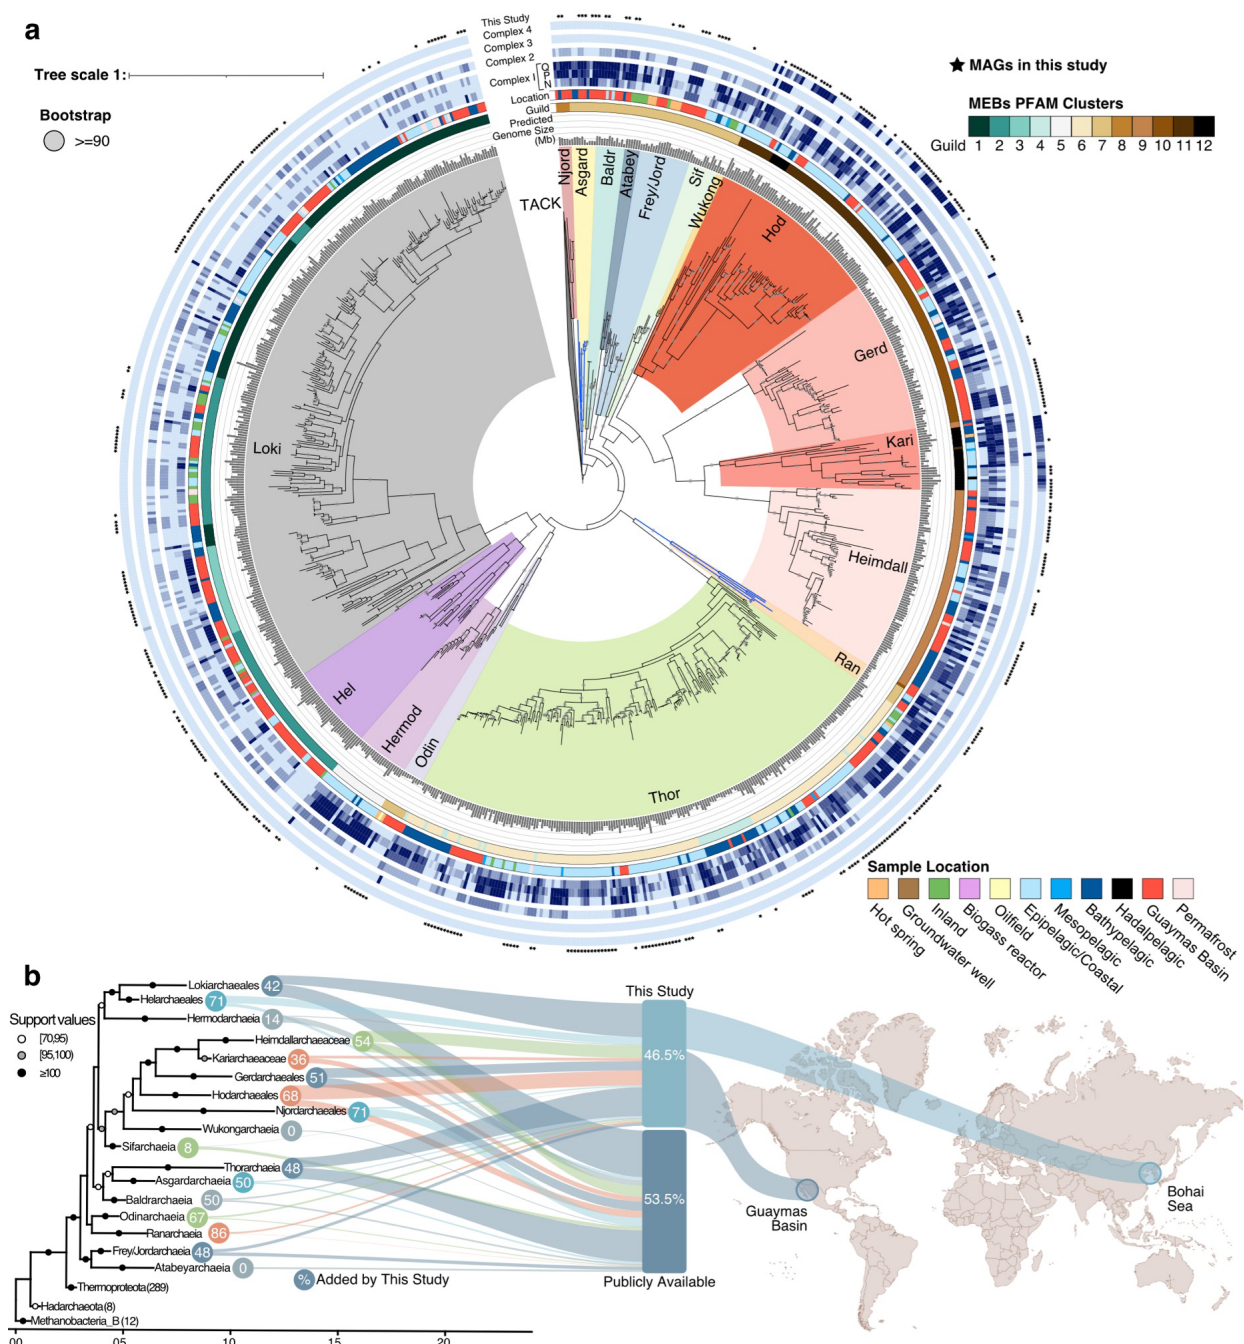 a
This Study
Complex 4
Complex 3
Complex 2
Complex I
Q
P
N
Location
Guild
Predicted
Genome Size
(Mb)
Tree scale 1:
Bootstrap
>=90
★ MAGs in this study
MEBs PFAM Clusters
Guild 1 2 3 4 5 6 7 8 9 10 11 12
TACK
Njord
Asgard
Baldr
Atabey
Frey/Jord
Sif
Wukong
Hod
Gerd
Kari
Heimdall
Ran
Thor
Odin
Hermod
Hel
Loki
Sample Location
Hot spring
Groundwater well
Inland
Biogass reactor
Oilfield
Epipelagic/Coastal
Mesopelagic
Bathypelagic
Hadalpelagic
Guaymas Basin
Permafrost
b
Support values
[70,95)
[95,100)
≥100
Lokiarchaeales 42
Helarchaeales 71
Hermodarchaeia 14
Heimdallarchaeaceae 54
Kariarchaeaceae 36
Gerdarchaeales 51
Hodarchaeales 68
Njordarchaeales 71
Wukongarchaeia 0
Sifarchaeia 8
Thorarchaeia 48
Asgardarchaeia 50
Baldrarchaeia 50
Odinarchaeia 67
Ranarchaeia 86
Frey/Jordarchaeia 48
Atabeyarchaeia 0
Thermoproteota (289)
Hadarchaeota (8)
Methanobacteria_B (12)
00 05 10 15 20
% Added by This Study
This Study
46.5%
53.5%
Publicly Available
Guaymas
Basin
Bohai
Sea